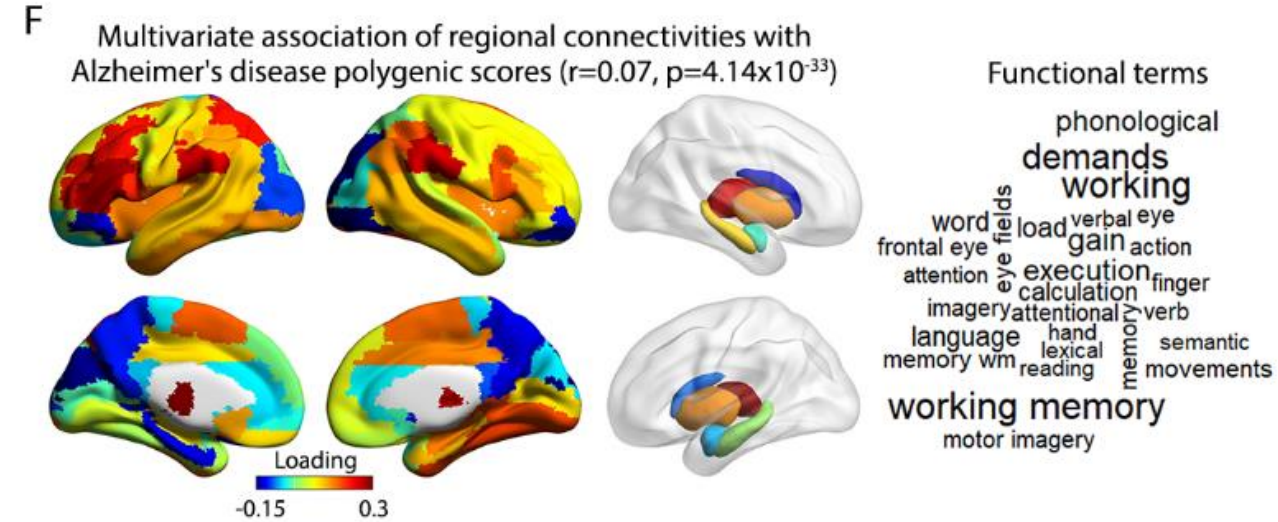 F
Multivariate association of regional connectivities with
Alzheimer's disease polygenic scores (r=0.07, p=4.14x10⁻³³)
Loading
-0.15 0.3
Functional terms
phonological
demands
working
word eye fields load verbal eye
frontal eye gain action
attention execution finger
calculation
imagery attentional verb
language hand memory semantic
memory wm lexical
reading movements
working memory
motor imagery